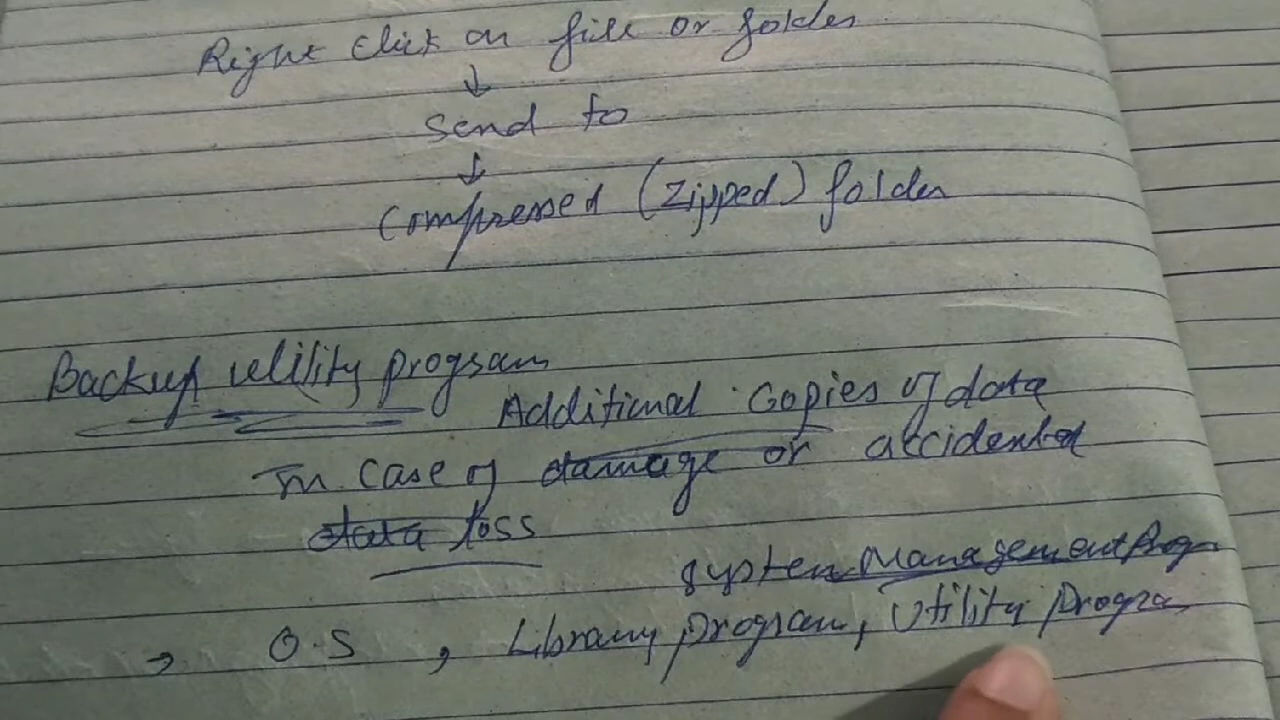 Right click on file or folder
↓
Send to
↓
Compressed (Zipped) folder
Backup utility program
Additional Copies of data
In case of damage or accidental
data loss
System Management Prog
→ O.S , Library program, Utility Progra